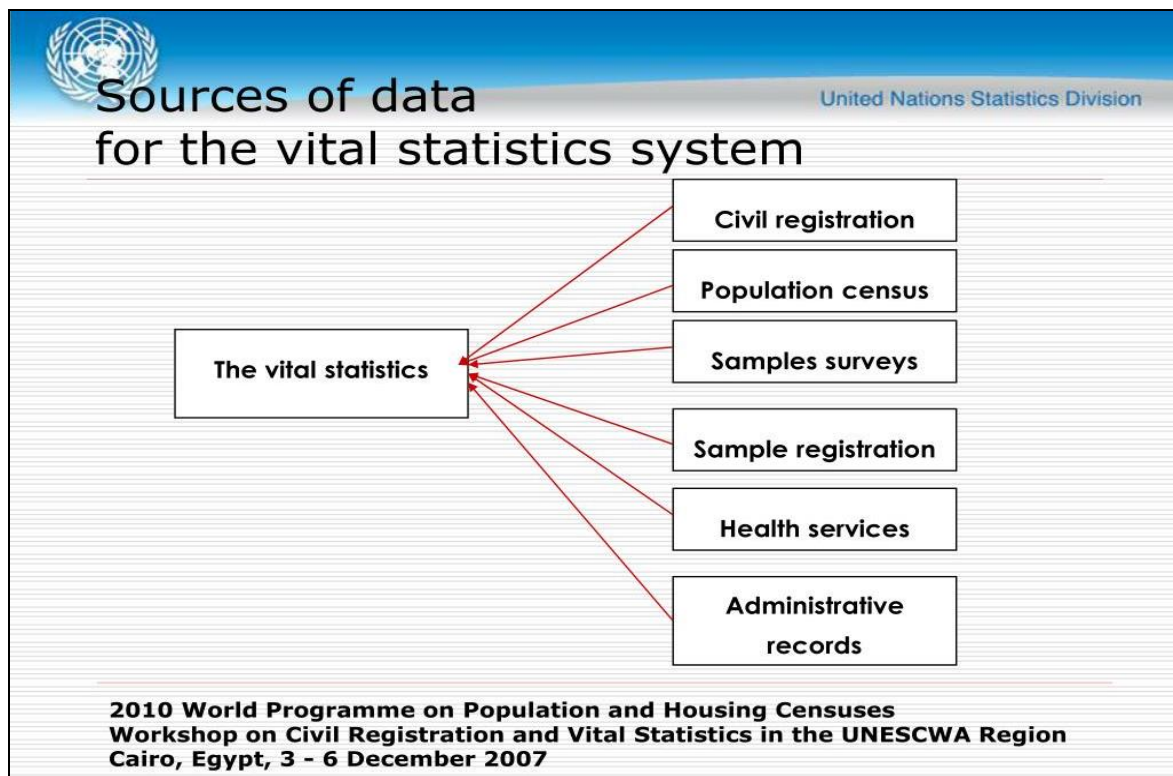 Sources of data
United Nations Statistics Division
for the vital statistics system
Civil registration
Population census
The vital statistics
Samples surveys
Sample registration
Health services
Administrative
records
2010 World Programme on Population and Housing Censuses
Workshop on Civil Registration and Vital Statistics in the UNESCWA Region
Cairo, Egypt, 3 - 6 December 2007